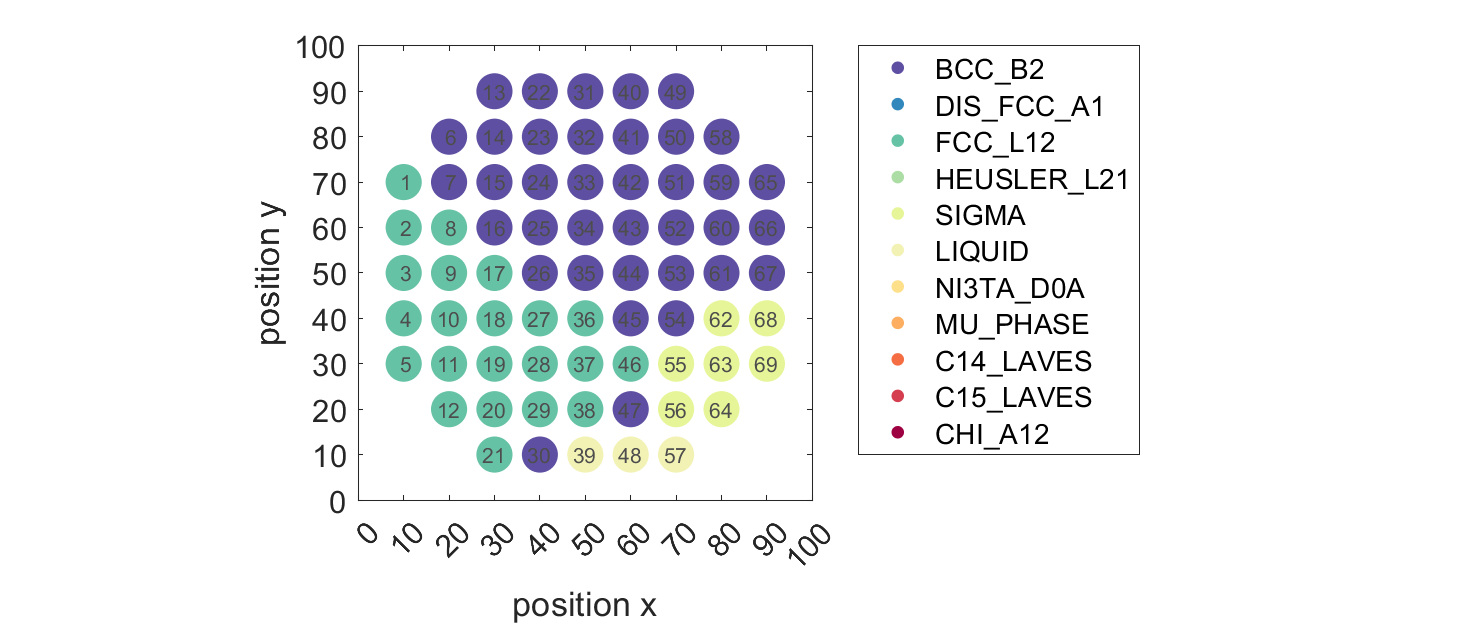 100
90
80
70
60
50
40
30
20
10
0
position y
13 22 31 40 49
6 14 23 32 41 50 58
1 7 15 24 33 42 51 59 65
2 8 16 25 34 43 52 60 66
3 9 17 26 35 44 53 61 67
4 10 18 27 36 45 54 62 68
5 11 19 28 37 46 55 63 69
12 20 29 38 47 56 64
21 30 39 48 57
0 10 20 30 40 50 60 70 80 90 100
position x
BCC_B2
DIS_FCC_A1
FCC_L12
HEUSLER_L21
SIGMA
LIQUID
NI3TA_D0A
MU_PHASE
C14_LAVES
C15_LAVES
CHI_A12